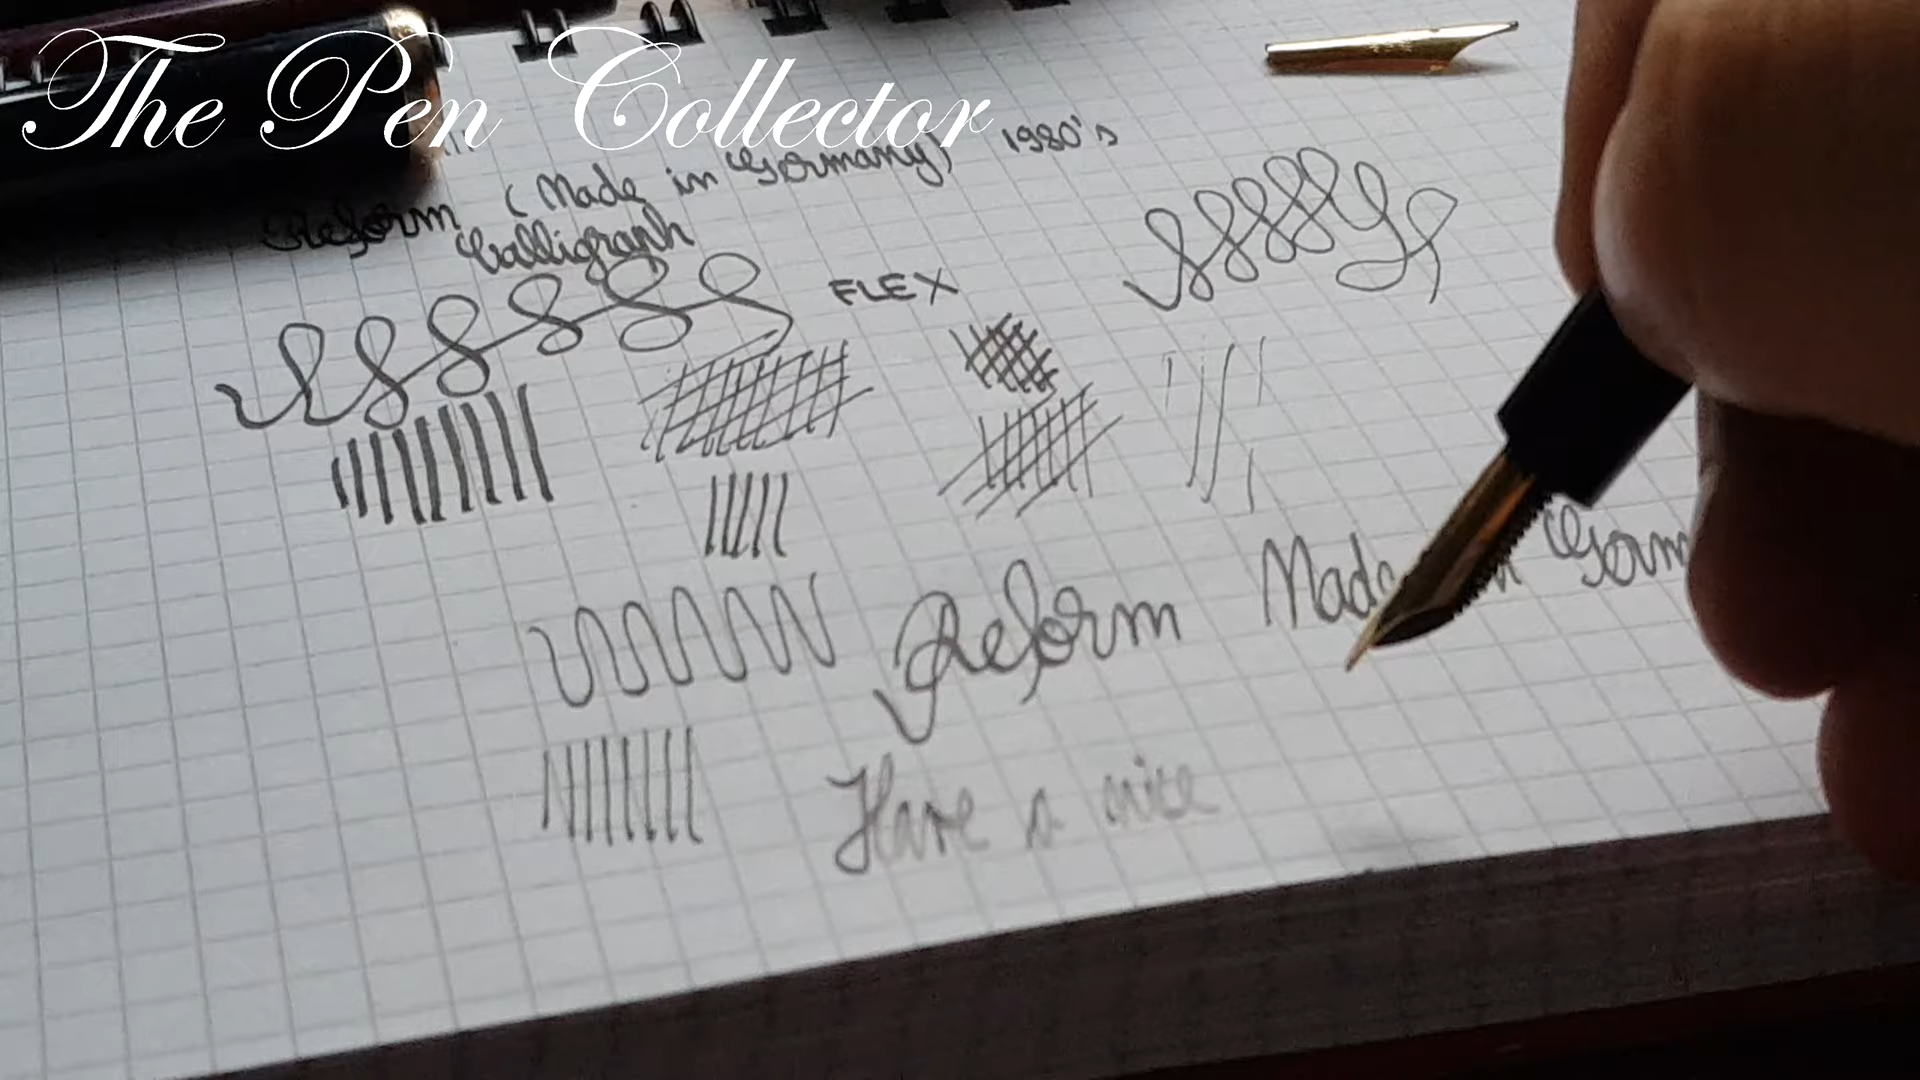 The Pen Collector
Reform (Made in Germany) 1980's
Calligraph
FLEX
Reform Made in Germ
Have a nice